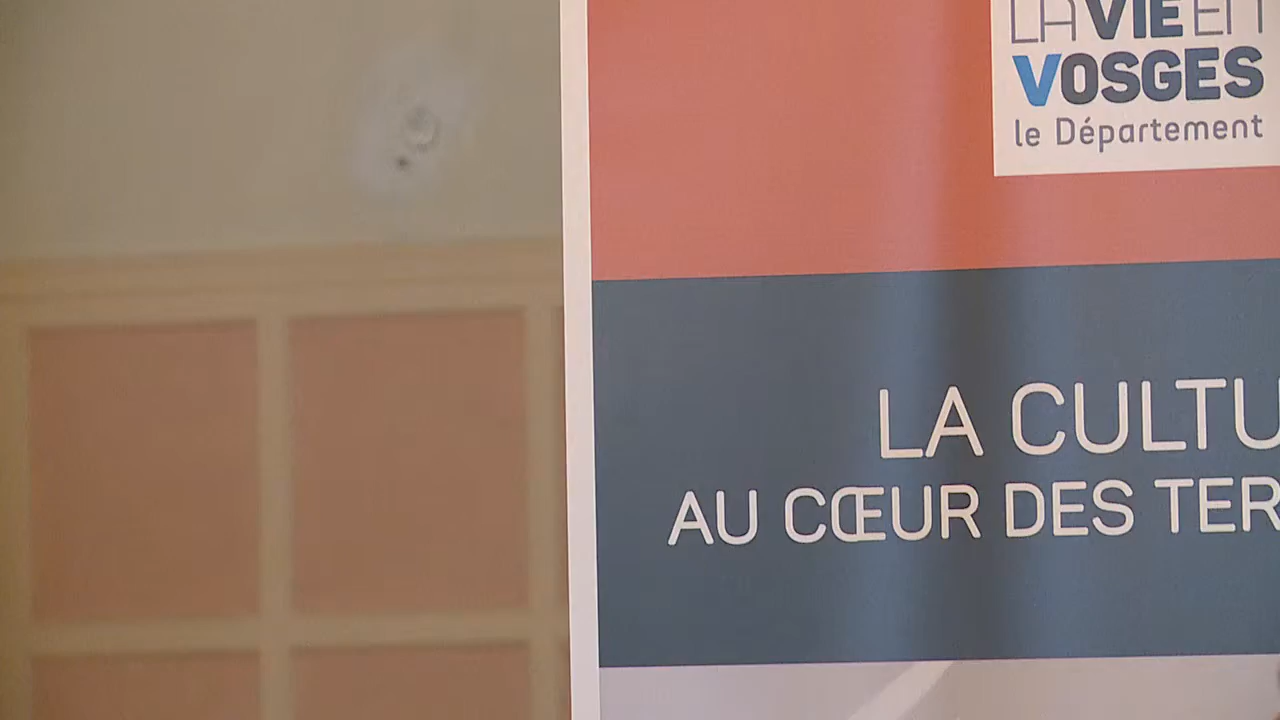 LA VIE EN
VOSGES
le Département
LA CULTU
AU CŒUR DES TER